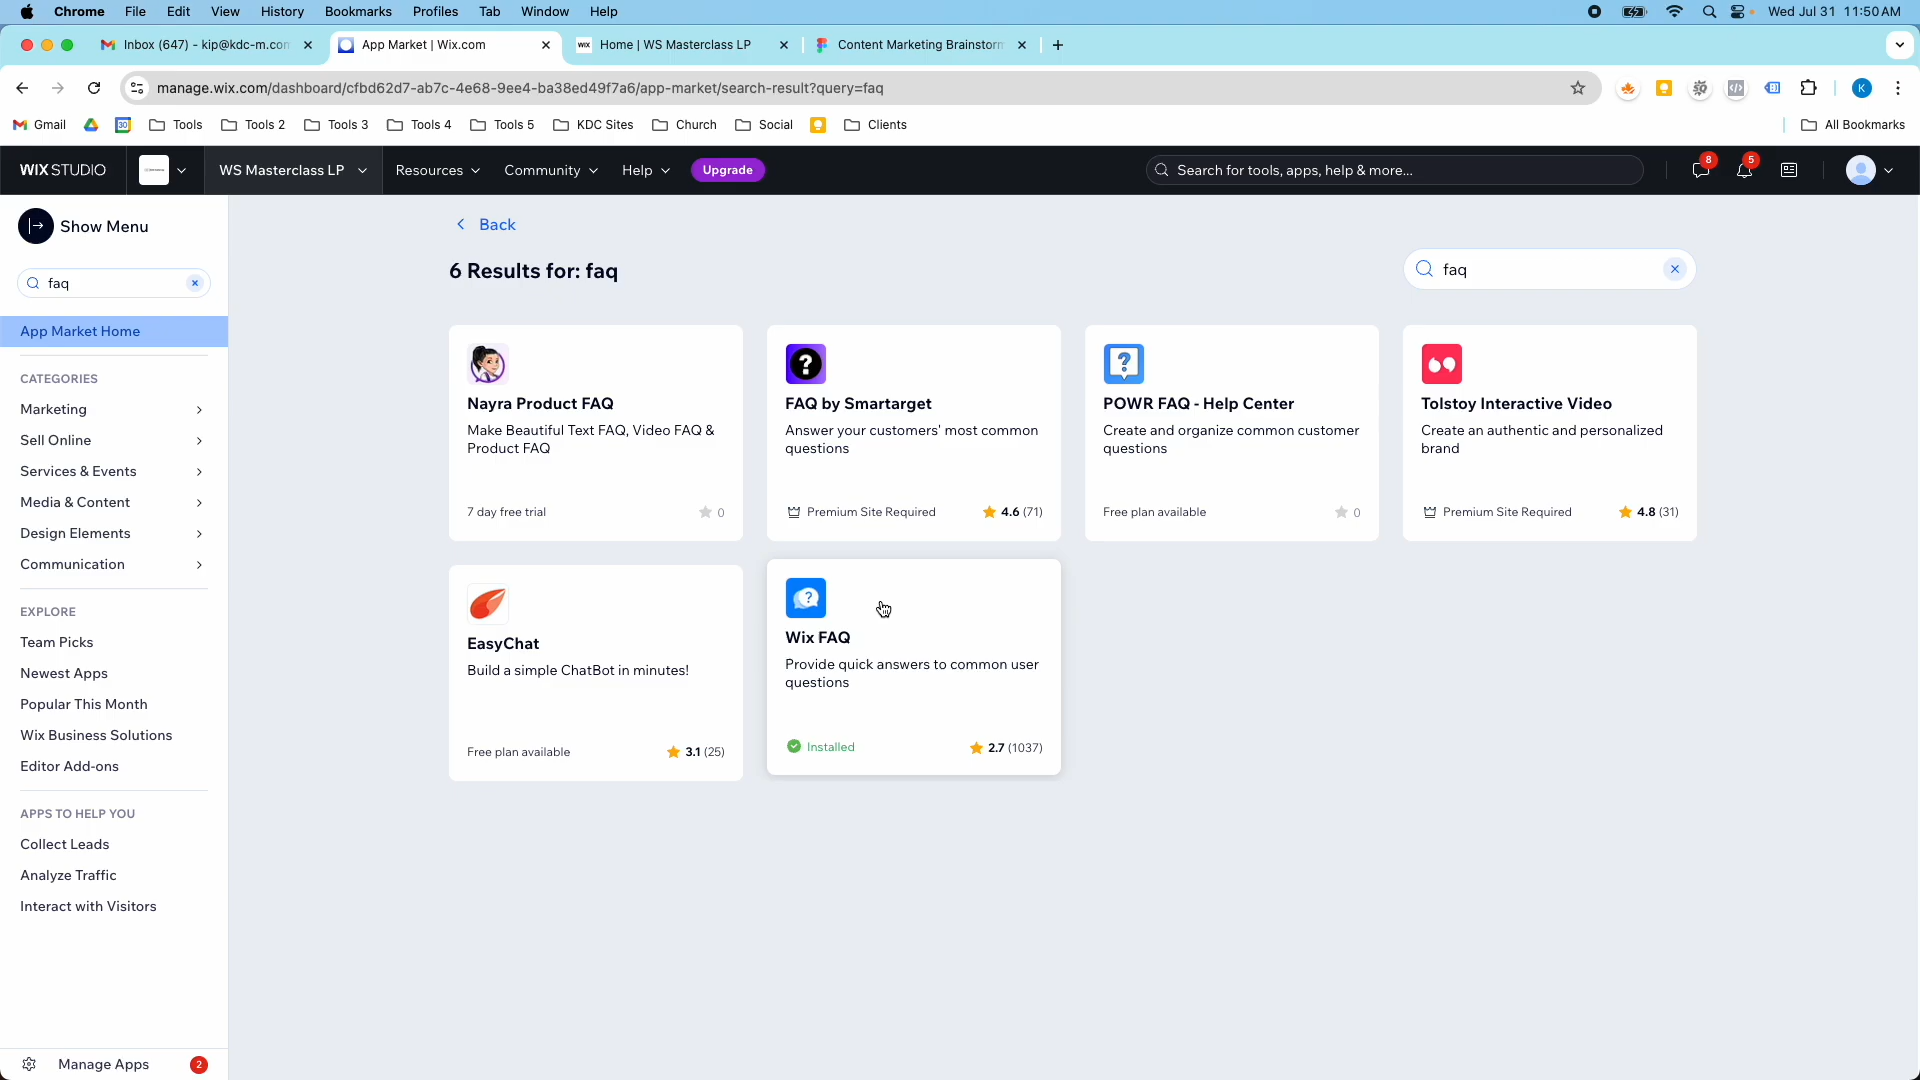 Chrome File Edit View History Bookmarks Profiles Tab Window Help Wed Jul 31 11:50 AM
Inbox (647) - kip@kdc-m.com App Market | Wix.com WIX Home | WS Masterclass LP Content Marketing Brainstorm
manage.wix.com/dashboard/cfbd62d7-ab7c-4e68-9ee4-ba38ed49f7a6/app-market/search-result?query=faq K
Gmail 30 Tools Tools 2 Tools 3 Tools 4 Tools 5 KDC Sites Church Social Clients All Bookmarks
WIX STUDIO WS Masterclass LP Resources Community Help Upgrade Search for tools, apps, help & more... 8 5
Show Menu
faq
App Market Home
CATEGORIES
Marketing
Sell Online
Services & Events
Media & Content
Design Elements
Communication
EXPLORE
Team Picks
Newest Apps
Popular This Month
Wix Business Solutions
Editor Add-ons
APPS TO HELP YOU
Collect Leads
Analyze Traffic
Interact with Visitors
Manage Apps 2
Back
6 Results for: faq
faq
Nayra Product FAQ
Make Beautiful Text FAQ, Video FAQ &
Product FAQ
7 day free trial 0
?
FAQ by Smartarget
Answer your customers' most common
questions
Premium Site Required 4.6 (71)
?
POWR FAQ - Help Center
Create and organize common customer
questions
Free plan available 0
Tolstoy Interactive Video
Create an authentic and personalized
brand
Premium Site Required 4.8 (31)
EasyChat
Build a simple ChatBot in minutes!
Free plan available 3.1 (25)
?
Wix FAQ
Provide quick answers to common user
questions
Installed 2.7 (1037)